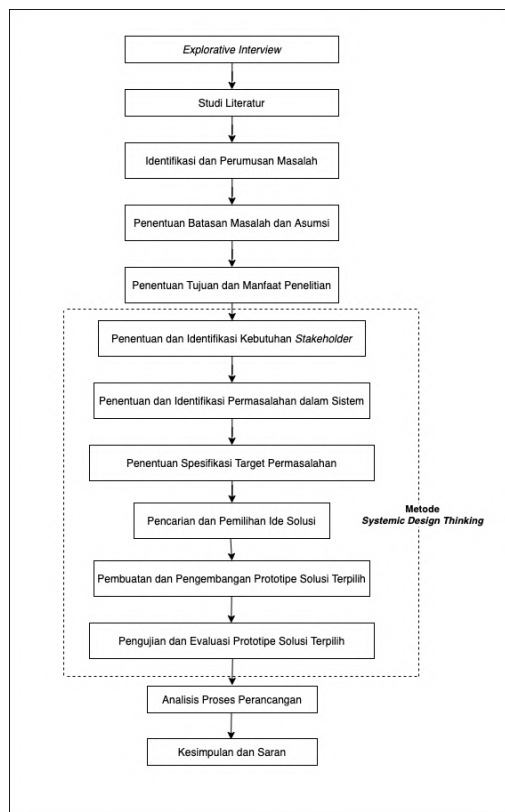 Explorative Interview
Studi Literatur
Identifikasi dan Perumusan Masalah
Penentuan Batasan Masalah dan Asumsi
Penentuan Tujuan dan Manfaat Penelitian
Penentuan dan Identifikasi Kebutuhan Stakeholder
Penentuan dan Identifikasi Permasalahan dalam Sistem
Penentuan Spesifikasi Target Permasalahan
Pencarian dan Pemilihan Ide Solusi
Metode
Systemic Design Thinking
Pembuatan dan Pengembangan Prototipe Solusi Terpilih
Pengujian dan Evaluasi Prototipe Solusi Terpilih
Analisis Proses Perancangan
Kesimpulan dan Saran